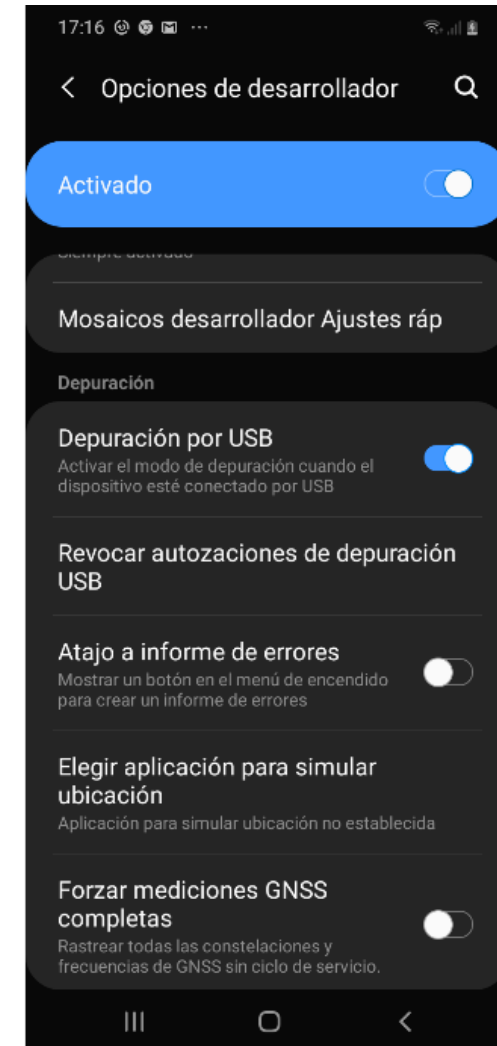 17:16
Opciones de desarrollador
Activado
Siempre activado
Mosaicos desarrollador Ajustes ráp
Depuración
Depuración por USB
Activar el modo de depuración cuando el
dispositivo esté conectado por USB
Revocar autozaciones de depuración
USB
Atajo a informe de errores
Mostrar un botón en el menú de encendido
para crear un informe de errores
Elegir aplicación para simular
ubicación
Aplicación para simular ubicación no establecida
Forzar mediciones GNSS
completas
Rastrear todas las constelaciones y
frecuencias de GNSS sin ciclo de servicio.